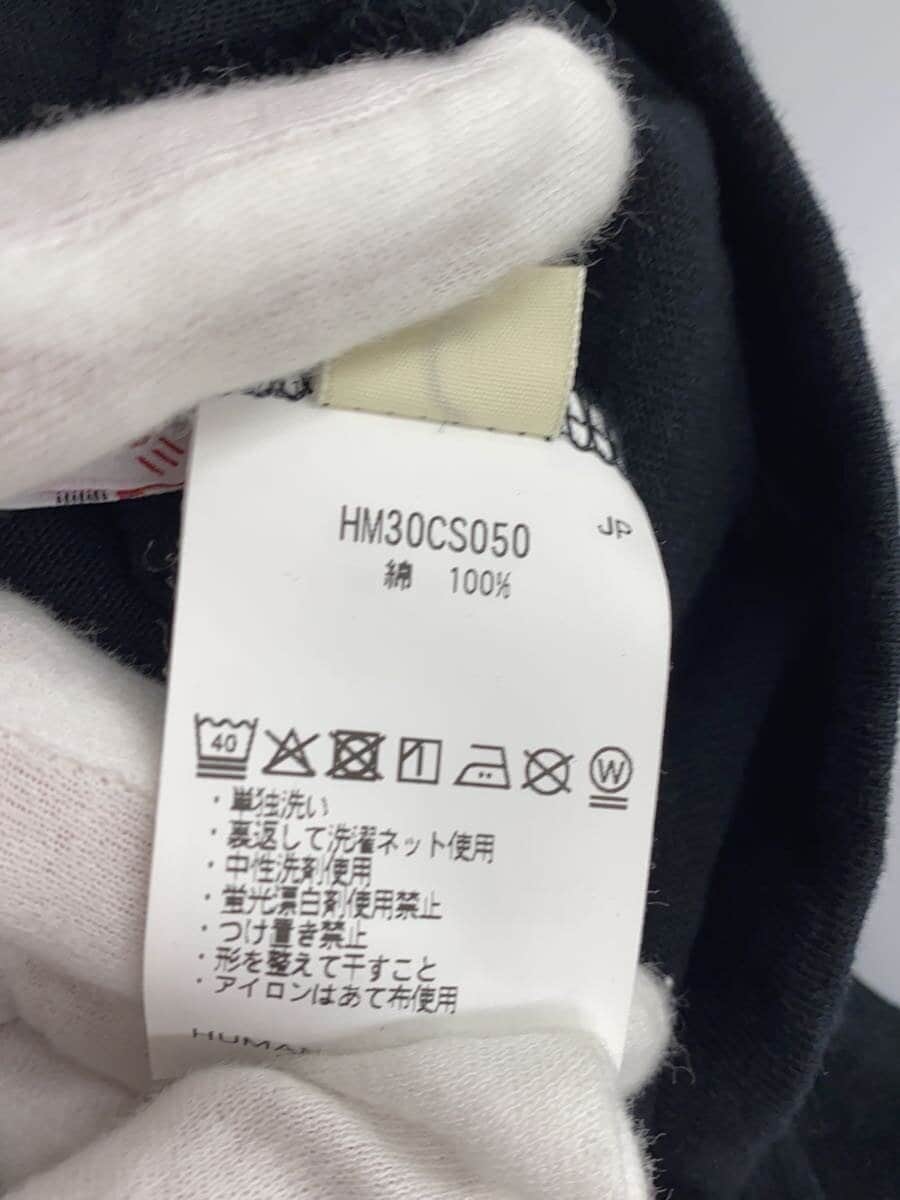 HM30CS050
JP
綿 100%
40
W
・単独洗い
・裏返して洗濯ネット使用
・中性洗剤使用
・蛍光漂白剤使用禁止
・つけ置き禁止
・形を整えて干すこと
・アイロンはあて布使用
HUMAN